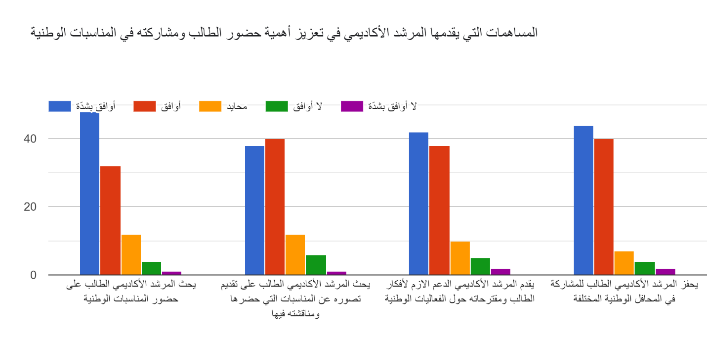 المساهمات التي يقدمها المرشد الأكاديمي في تعزيز أهمية حضور الطالب ومشاركته في المناسبات الوطنية
أوافق بشدّة
أوافق
محايد
لا أوافق
لا أوافق بشدّة
40
20
0
يحث المرشد الأكاديمي الطالب على
حضور المناسبات الوطنية
يحث المرشد الأكاديمي الطالب على تقديم
تصوره عن المناسبات التي حضرها
ومناقشته فيها
يقدم المرشد الأكاديمي الدعم الازم لأفكار
الطالب ومقترحاته حول الفعاليات الوطنية
يحفز المرشد الأكاديمي الطالب للمشاركة
في المحافل الوطنية المختلفة